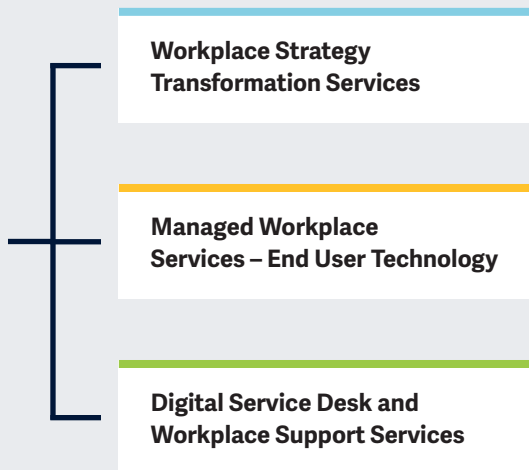 Workplace Strategy
Transformation Services
Managed Workplace
Services – End User Technology
Digital Service Desk and
Workplace Support Services